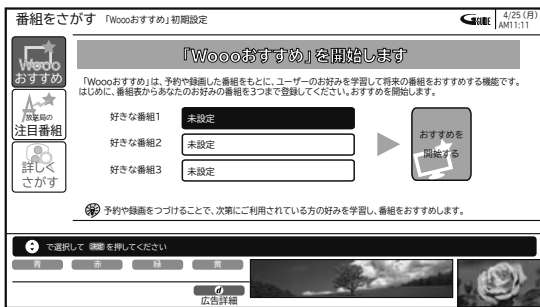 番組をさがす 「Woooおすすめ」初期設定
G GUIDE
4/25 (月)
AM11:11
Wooo
おすすめ
放送局の
注目番組
詳しく
さがす
「Woooおすすめ」を開始します
「Woooおすすめ」は、予約や録画した番組をもとに、ユーザーのお好みを学習して将来の番組をおすすめする機能です。
はじめに、番組表からあなたのお好みの番組を3つまで登録してください。おすすめを開始します。
好きな番組1 未設定
好きな番組2 未設定
好きな番組3 未設定
おすすめを
開始する
予約や録画をつづけることで、次第にご利用されている方の好みを学習し、番組をおすすめします。
で選択して 決定 を押してください
青 赤 緑 黄
d
広告詳細